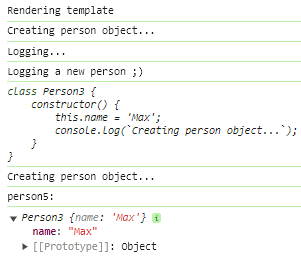 Rendering template
Creating person object...
Logging...
Logging a new person ;)
class Person3 {
    constructor() {
        this.name = 'Max';
        console.log(`Creating person object...`);
    }
}
Creating person object...
person5:
▼ Person3 {name: 'Max'} i
    name: "Max"
  ▶ [[Prototype]]: Object